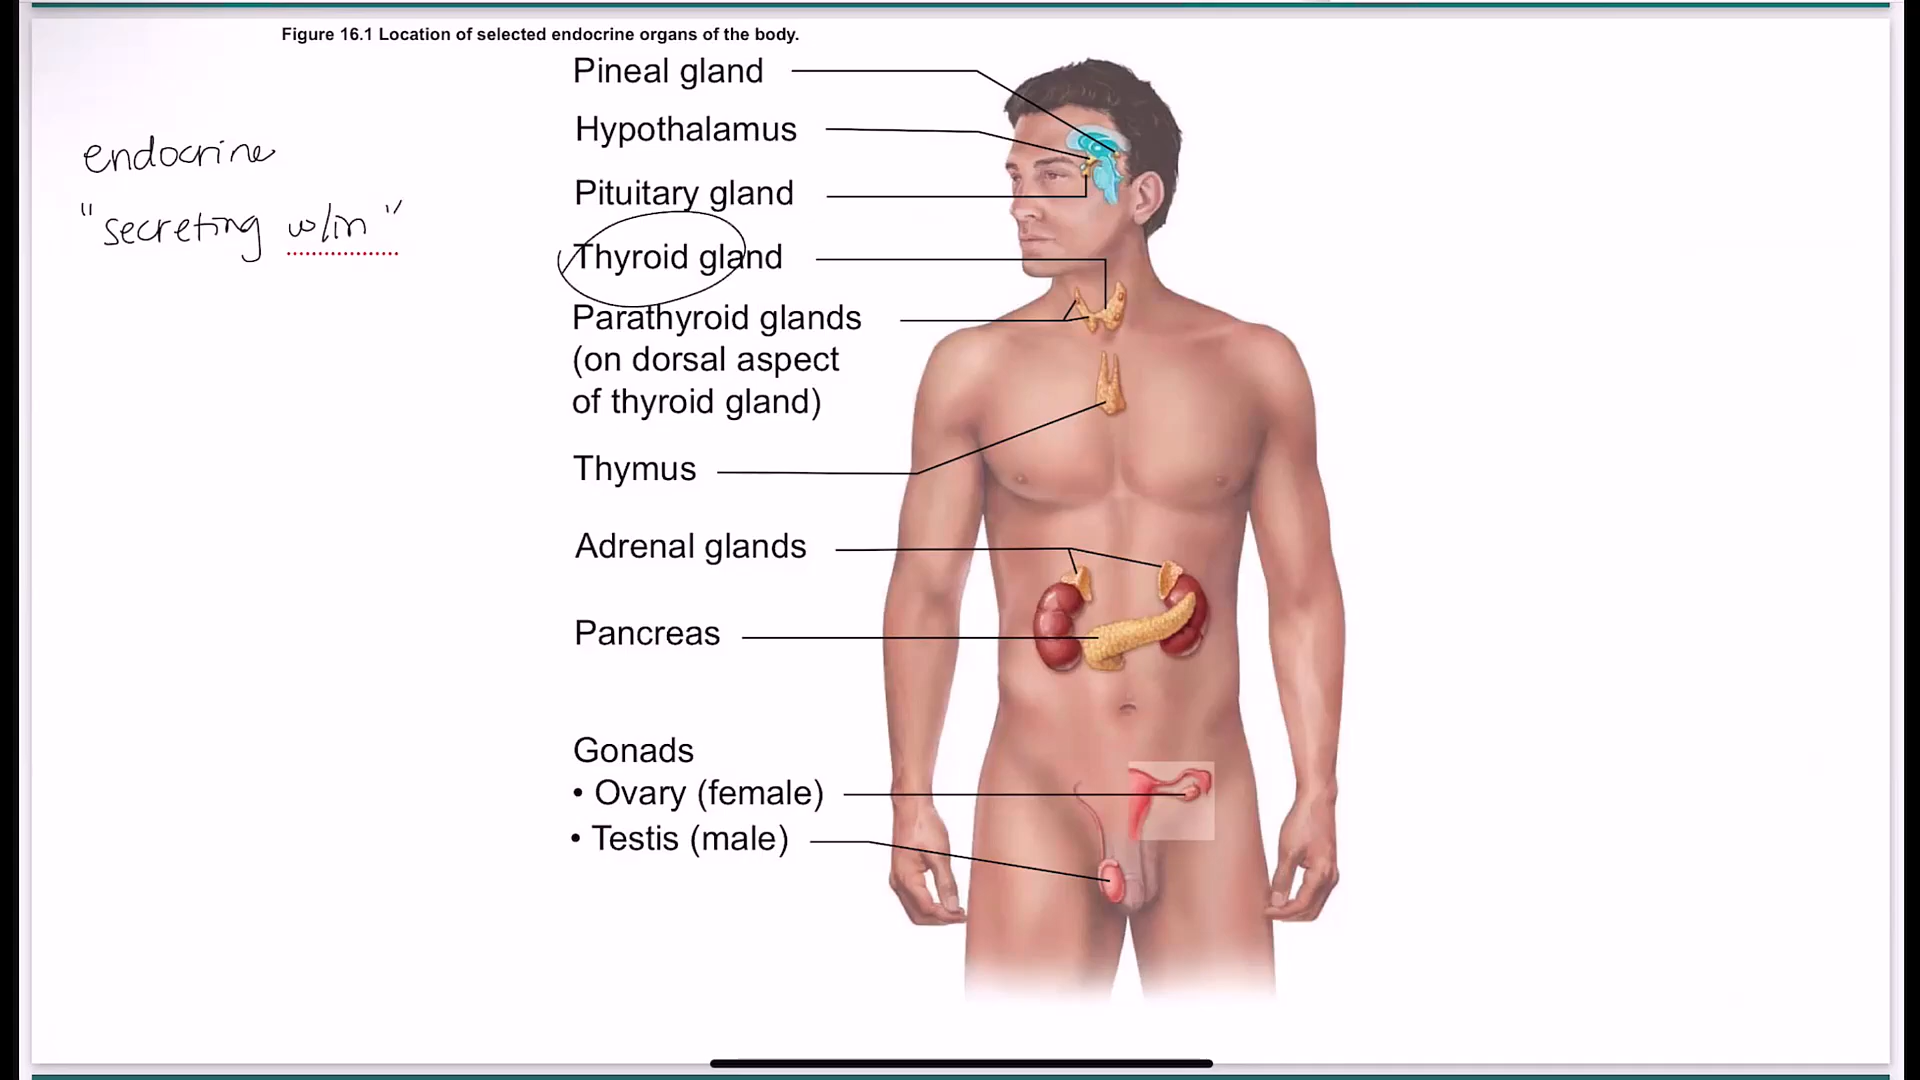 Figure 16.1 Location of selected endocrine organs of the body.
endocrine
"secreting w/in"
Pineal gland
Hypothalamus
Pituitary gland
Thyroid gland
Parathyroid glands
(on dorsal aspect
of thyroid gland)
Thymus
Adrenal glands
Pancreas
Gonads
• Ovary (female)
• Testis (male)